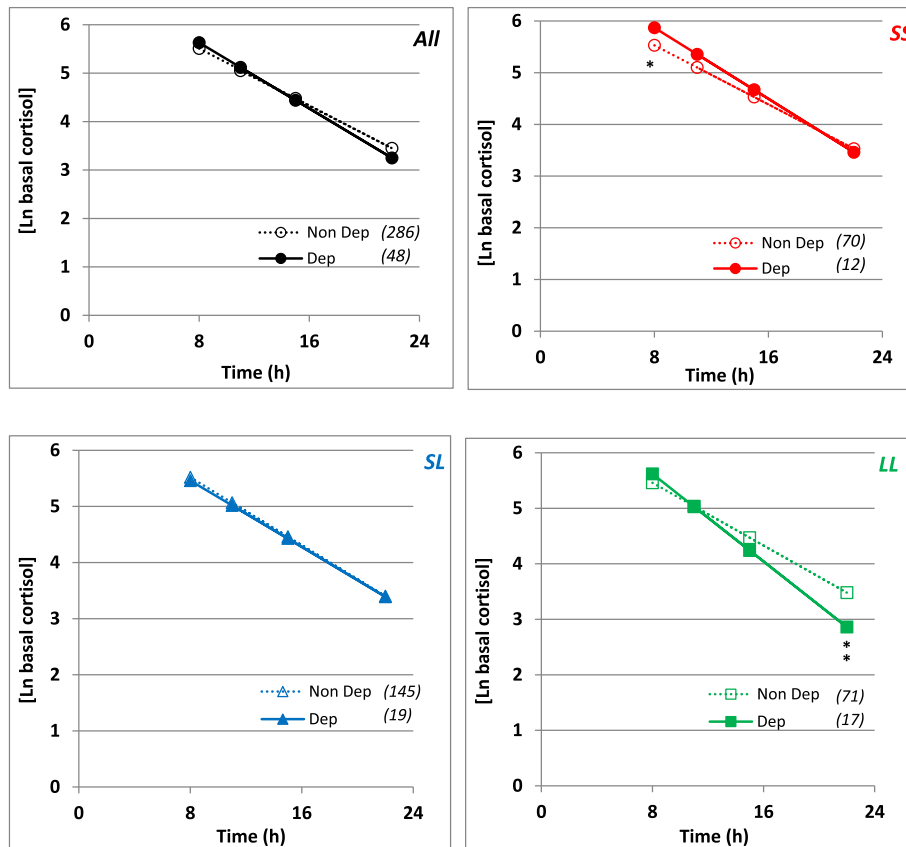 All
[Ln basal cortisol]
6
5
4
3
2
1
0
Non Dep (286)
Dep (48)
0 8 16 24
Time (h)
SS
[Ln basal cortisol]
6
5
4
3
2
1
0
*
Non Dep (70)
Dep (12)
0 8 16 24
Time (h)
SL
[Ln basal cortisol]
6
5
4
3
2
1
0
Non Dep (145)
Dep (19)
0 8 16 24
Time (h)
LL
[Ln basal cortisol]
6
5
4
3
2
1
0
*
*
Non Dep (71)
Dep (17)
0 8 16 24
Time (h)